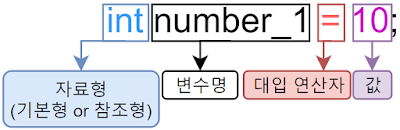 int number_1 = 10;
자료형
(기본형 or 참조형)
변수명
대입 연산자
값